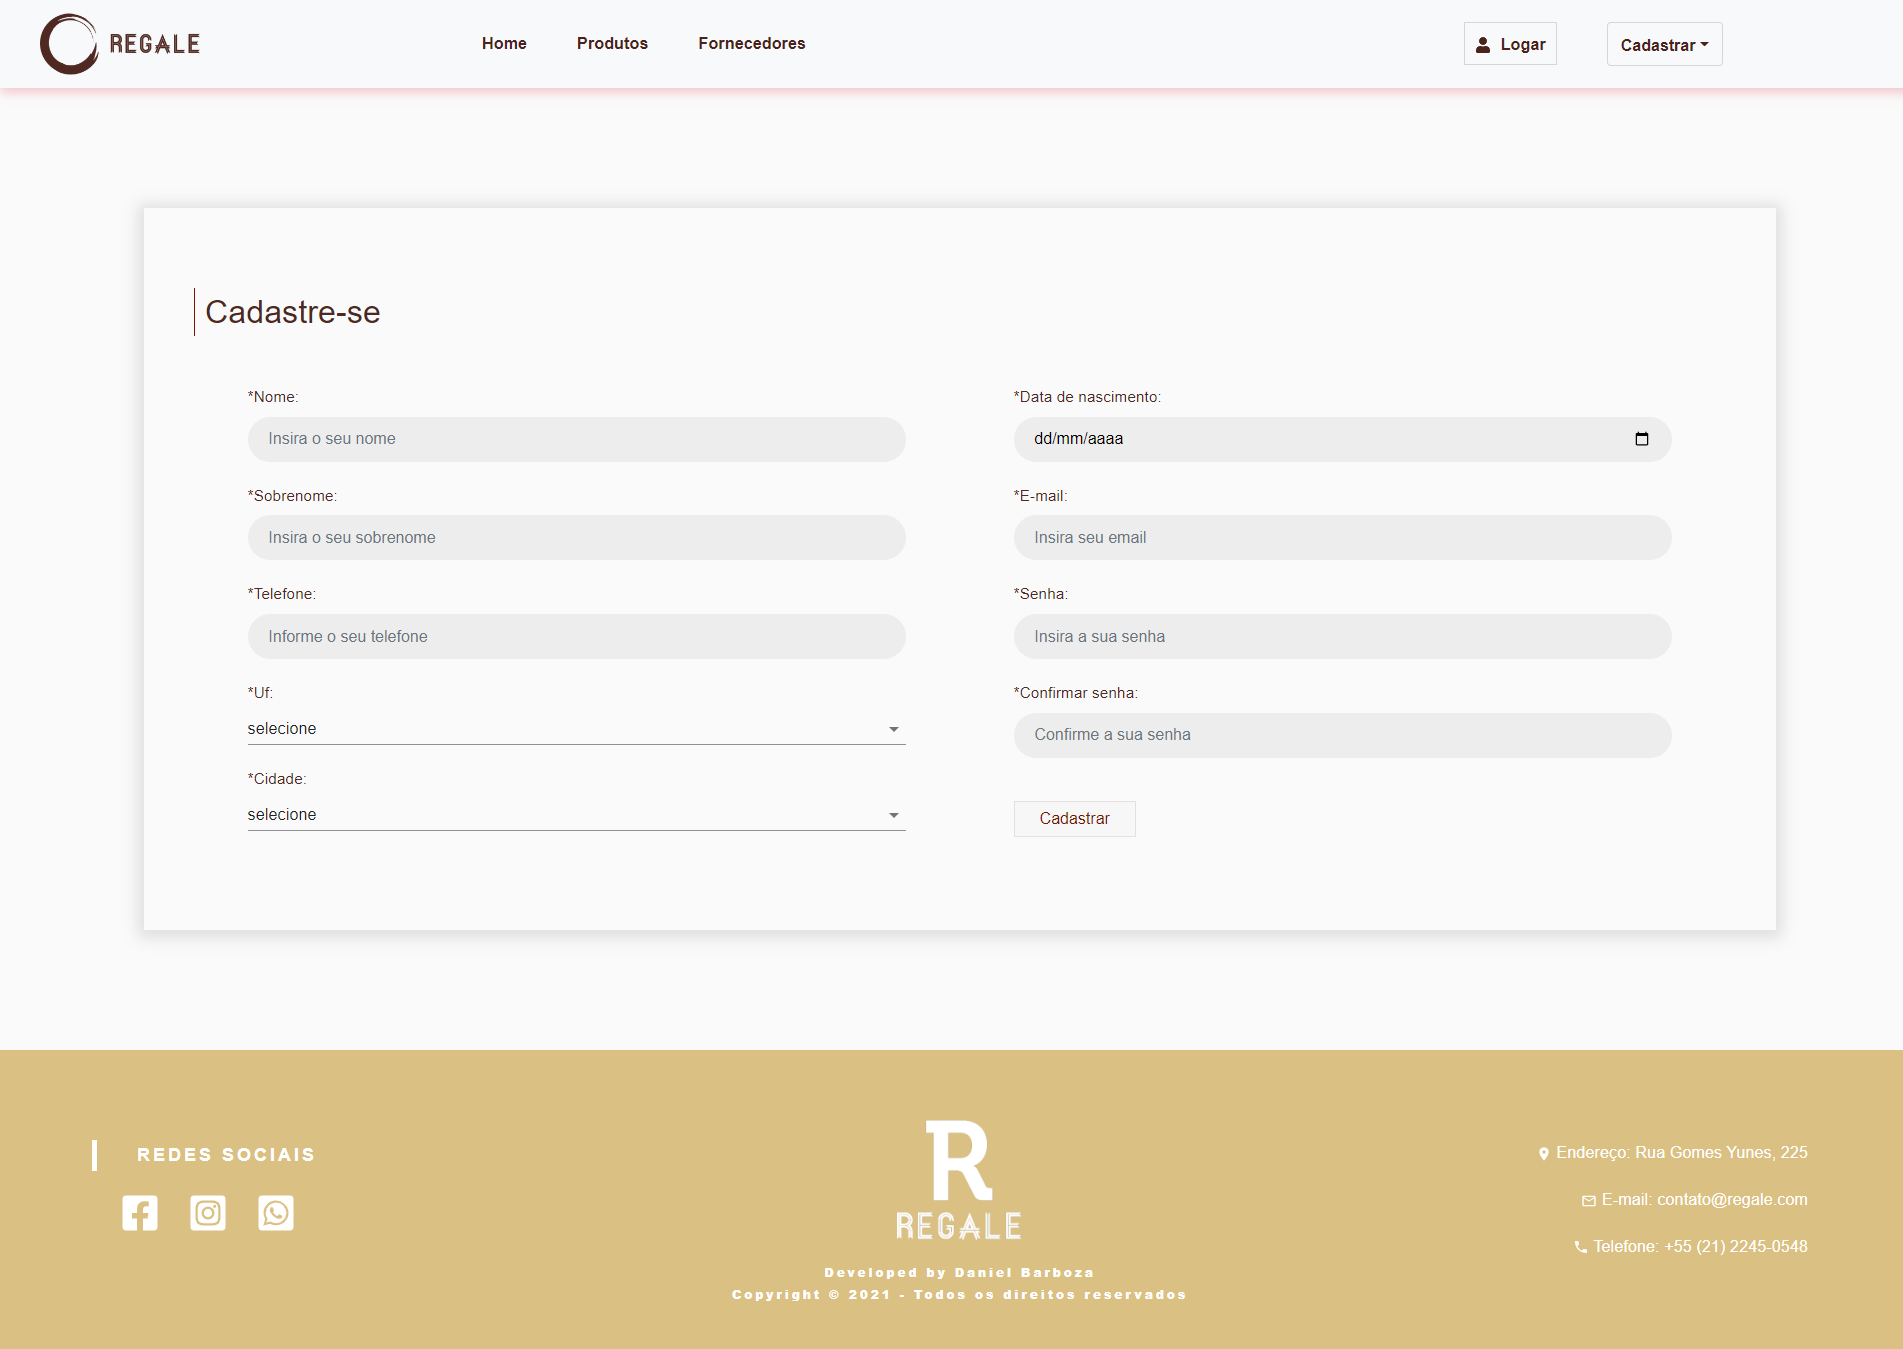 REGALE
Home
Produtos
Fornecedores
Logar
Cadastrar
Cadastre-se
*Nome:
Insira o seu nome
*Sobrenome:
Insira o seu sobrenome
*Telefone:
Informe o seu telefone
*Uf:
selecione
*Cidade:
selecione
*Data de nascimento:
dd/mm/aaaa
*E-mail:
Insira seu email
*Senha:
Insira a sua senha
*Confirmar senha:
Confirme a sua senha
Cadastrar
REDES SOCIAIS
R
REGALE
Developed by Daniel Barboza
Copyright © 2021 - Todos os direitos reservados
Endereço: Rua Gomes Yunes, 225
E-mail: contato@regale.com
Telefone: +55 (21) 2245-0548